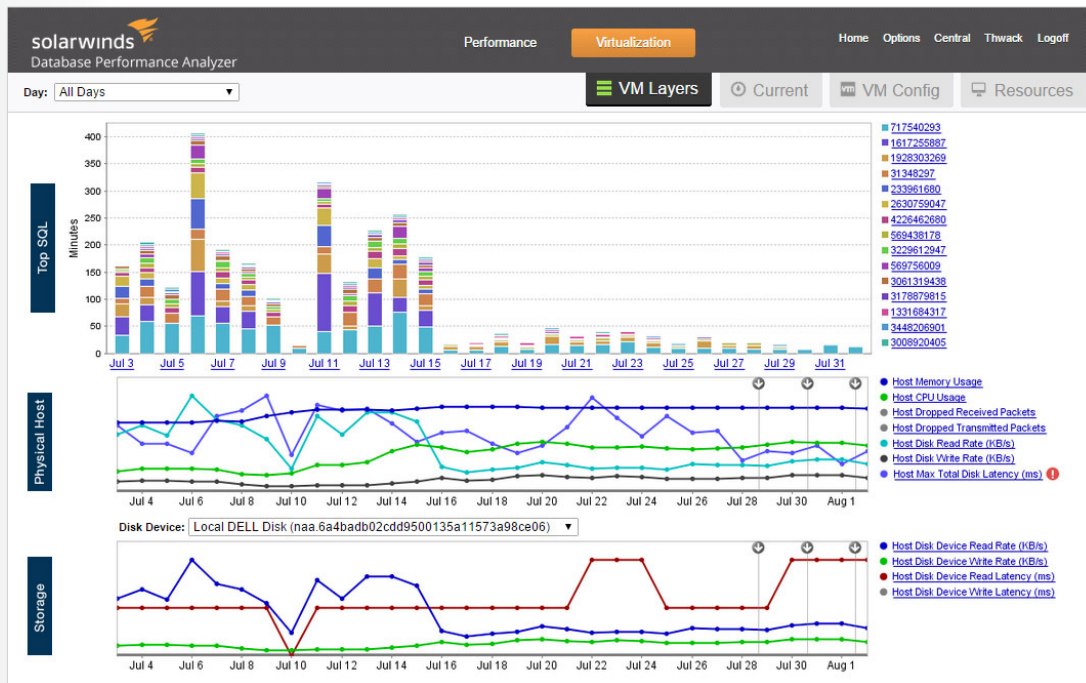 solarwinds
Database Performance Analyzer
Performance
Virtualization
Home Options Central Thwack Logoff
Day: All Days
VM Layers
Current
VM Config
Resources
Top SQL
Minutes
400
350
300
250
200
150
100
50
0
Jul 3 Jul 5 Jul 7 Jul 9 Jul 11 Jul 13 Jul 15 Jul 17 Jul 19 Jul 21 Jul 23 Jul 25 Jul 27 Jul 29 Jul 31
717540293
1617255887
1928303269
31348297
233961680
2630759047
4226462680
569438178
3229612947
569756009
3061319438
3178879815
1331684317
3448206901
3008920405
Physical Host
Jul 4 Jul 6 Jul 8 Jul 10 Jul 12 Jul 14 Jul 16 Jul 18 Jul 20 Jul 22 Jul 24 Jul 26 Jul 28 Jul 30 Aug 1
Host Memory Usage
Host CPU Usage
Host Dropped Received Packets
Host Dropped Transmitted Packets
Host Disk Read Rate (KB/s)
Host Disk Write Rate (KB/s)
Host Max Total Disk Latency (ms)
Disk Device: Local DELL Disk (naa.6a4badb02cdd9500135a11573a98ce06)
Storage
Jul 4 Jul 6 Jul 8 Jul 10 Jul 12 Jul 14 Jul 16 Jul 18 Jul 20 Jul 22 Jul 24 Jul 26 Jul 28 Jul 30 Aug 1
Host Disk Device Read Rate (KB/s)
Host Disk Device Write Rate (KB/s)
Host Disk Device Read Latency (ms)
Host Disk Device Write Latency (ms)